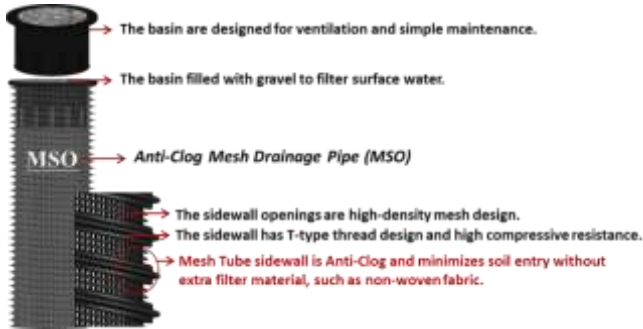 The basin are designed for ventilation and simple maintenance.
The basin filled with gravel to filter surface water.
MSO
Anti-Clog Mesh Drainage Pipe (MSO)
The sidewall openings are high-density mesh design.
The sidewall has T-type thread design and high compressive resistance.
Mesh Tube sidewall is Anti-Clog and minimizes soil entry without
extra filter material, such as non-woven fabric.